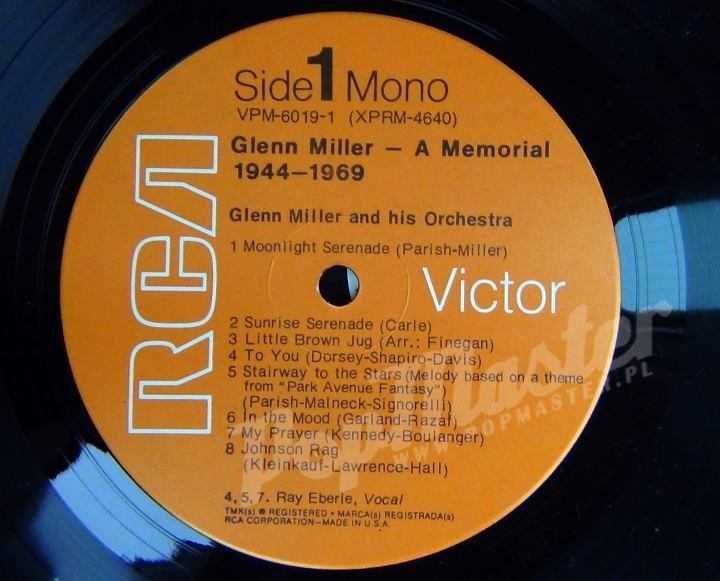 Side 1 Mono
VPM-6019-1 (XPRM-4640)
Glenn Miller — A Memorial
1944—1969
Glenn Miller and his Orchestra
1 Moonlight Serenade (Parish-Miller)
RCA
Victor
2 Sunrise Serenade (Carle)
3 Little Brown Jug (Arr.: Finegan)
4 To You (Dorsey-Shapiro-Davis)
5 Stairway to the Stars (Melody based on a theme
from "Park Avenue Fantasy")
(Parish-Malneck-Signorelli)
6 In the Mood (Garland-Razaf)
7 My Prayer (Kennedy-Boulanger)
8 Johnson Rag
(Kleinkauf-Lawrence-Hall)
4, 5, 7. Ray Eberle, Vocal
TMK(s) ® REGISTERED • MARCA(s) REGISTRADA(s)
RCA CORPORATION—MADE IN U.S.A.
Popmaster
WWW.POPMASTER.PL